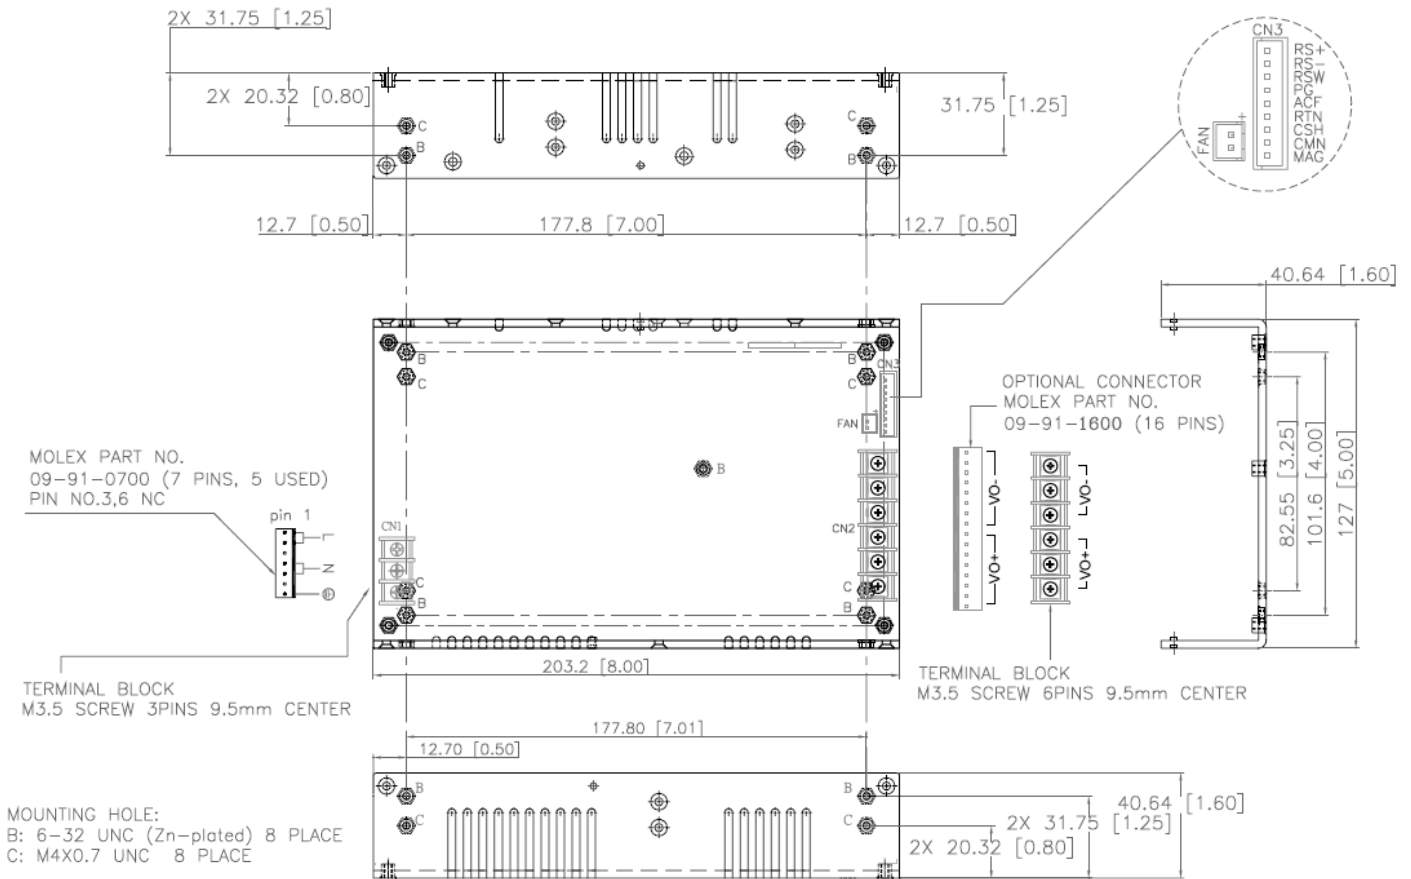 2X 31.75 [1.25]
2X 20.32 [0.80]
C
B
C
B
31.75 [1.25]
12.7 [0.50]
177.8 [7.00]
12.7 [0.50]
CN3
RS+
RS-
RSW
PG
ACF
RTN
CSH
CMN
MAG
FAN
+
40.64 [1.60]
B
C
B
C
CN3
+
FAN
B
CN1
CN2
C
B
C
B
203.2 [8.00]
MOLEX PART NO.
09-91-0700 (7 PINS, 5 USED)
PIN NO.3,6 NC
pin 1
L
N
TERMINAL BLOCK
M3.5 SCREW 3PINS 9.5mm CENTER
OPTIONAL CONNECTOR
MOLEX PART NO.
09-91-1600 (16 PINS)
VO-
VO+
VO-
VO+
TERMINAL BLOCK
M3.5 SCREW 6PINS 9.5mm CENTER
82.55 [3.25]
101.6 [4.00]
127 [5.00]
177.80 [7.01]
12.70 [0.50]
B
C
B
C
40.64 [1.60]
2X 31.75 [1.25]
2X 20.32 [0.80]
MOUNTING HOLE:
B: 6-32 UNC (Zn-plated) 8 PLACE
C: M4X0.7 UNC 8 PLACE